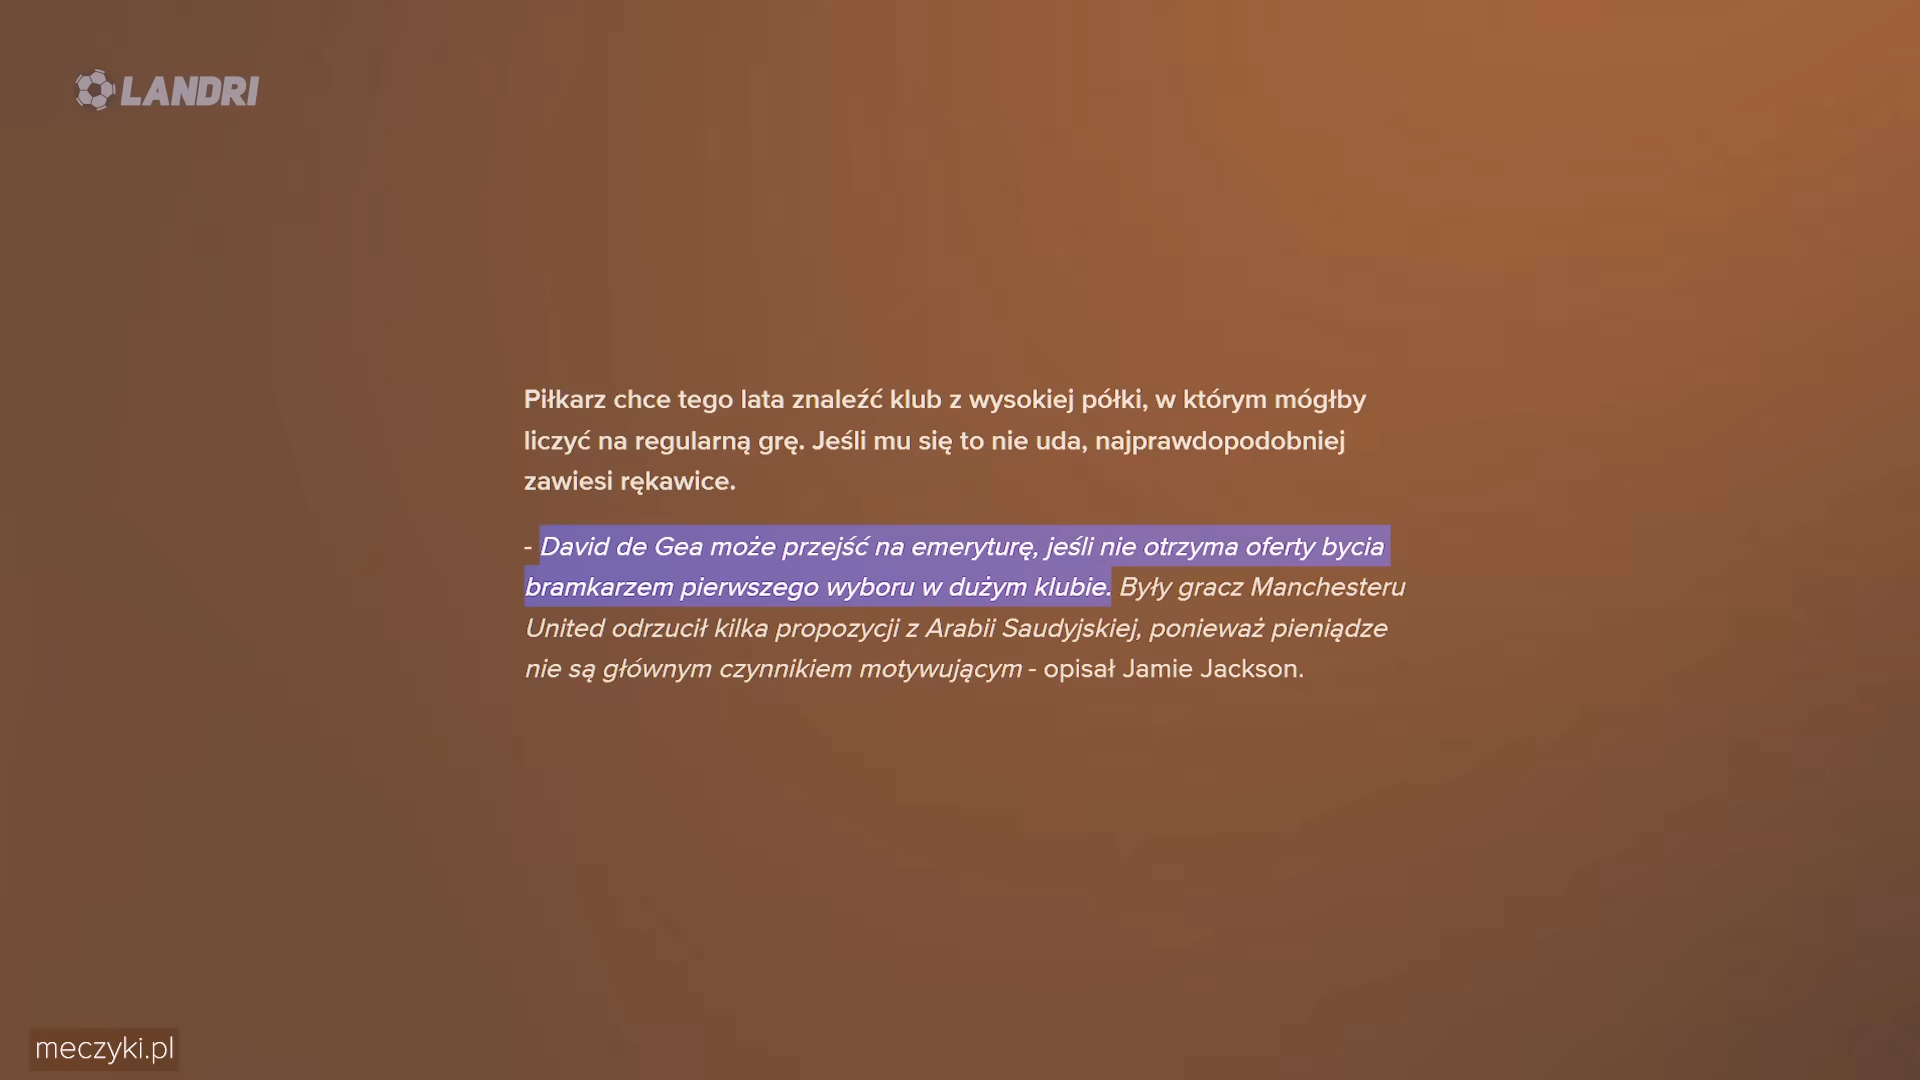 LANDRI
Piłkarz chce tego lata znaleźć klub z wysokiej półki, w którym mógłby
liczyć na regularną grę. Jeśli mu się to nie uda, najprawdopodobniej
zawiesi rękawice.
- David de Gea może przejść na emeryturę, jeśli nie otrzyma oferty bycia
bramkarzem pierwszego wyboru w dużym klubie. Były gracz Manchesteru
United odrzucił kilka propozycji z Arabii Saudyjskiej, ponieważ pieniądze
nie są głównym czynnikiem motywującym - opisał Jamie Jackson.
meczyki.pl